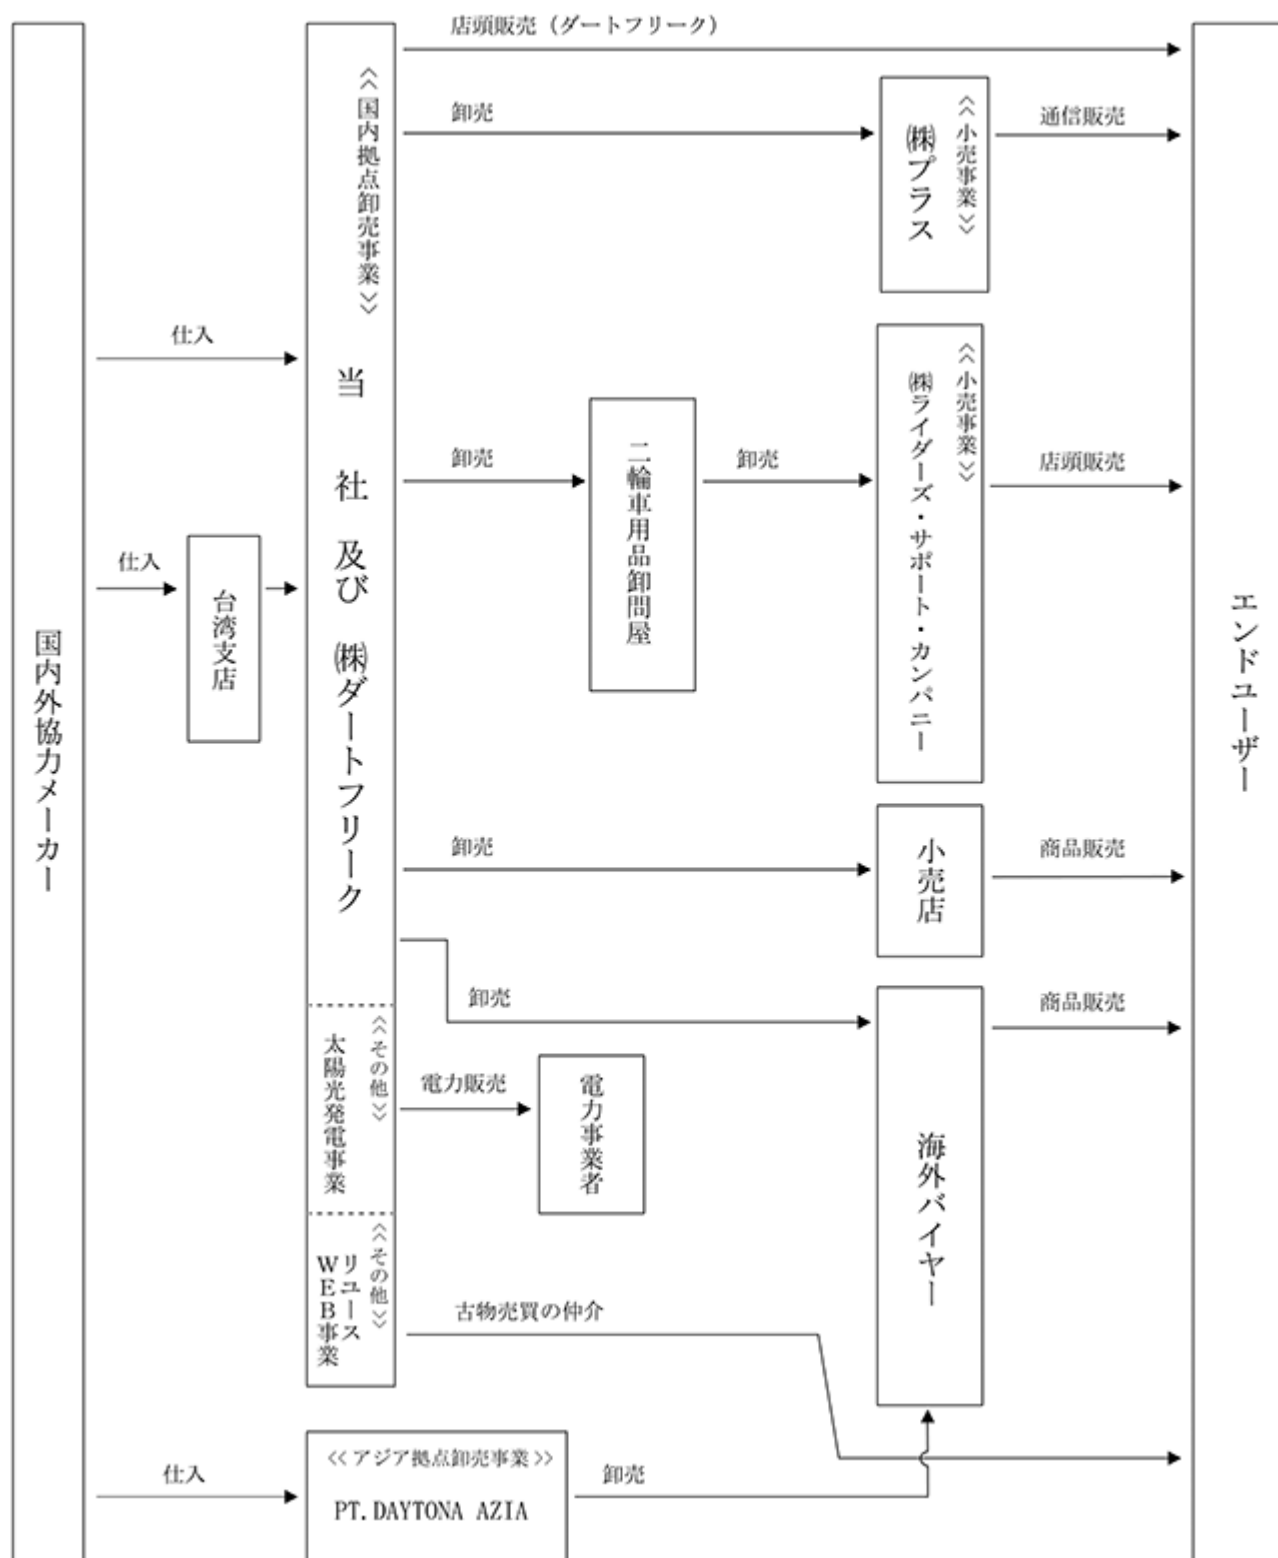 国内外協力メーカー
仕入
仕入
台湾支店
仕入
≪国内拠点卸売事業≫
当社及び㈱ダートフリーク
≪その他≫
太陽光発電事業
≪その他≫
リユース
WEB事業
≪アジア拠点卸売事業≫
PT.DAYTONA AZIA
店頭販売（ダートフリーク）
卸売
≪小売事業≫
㈱プラス
通信販売
卸売
二輪車用品卸問屋
卸売
≪小売事業≫
㈱ライダーズ・サポート・カンパニー
店頭販売
卸売
小売店
商品販売
卸売
海外バイヤー
商品販売
電力販売
電力事業者
古物売買の仲介
卸売
エンドユーザー